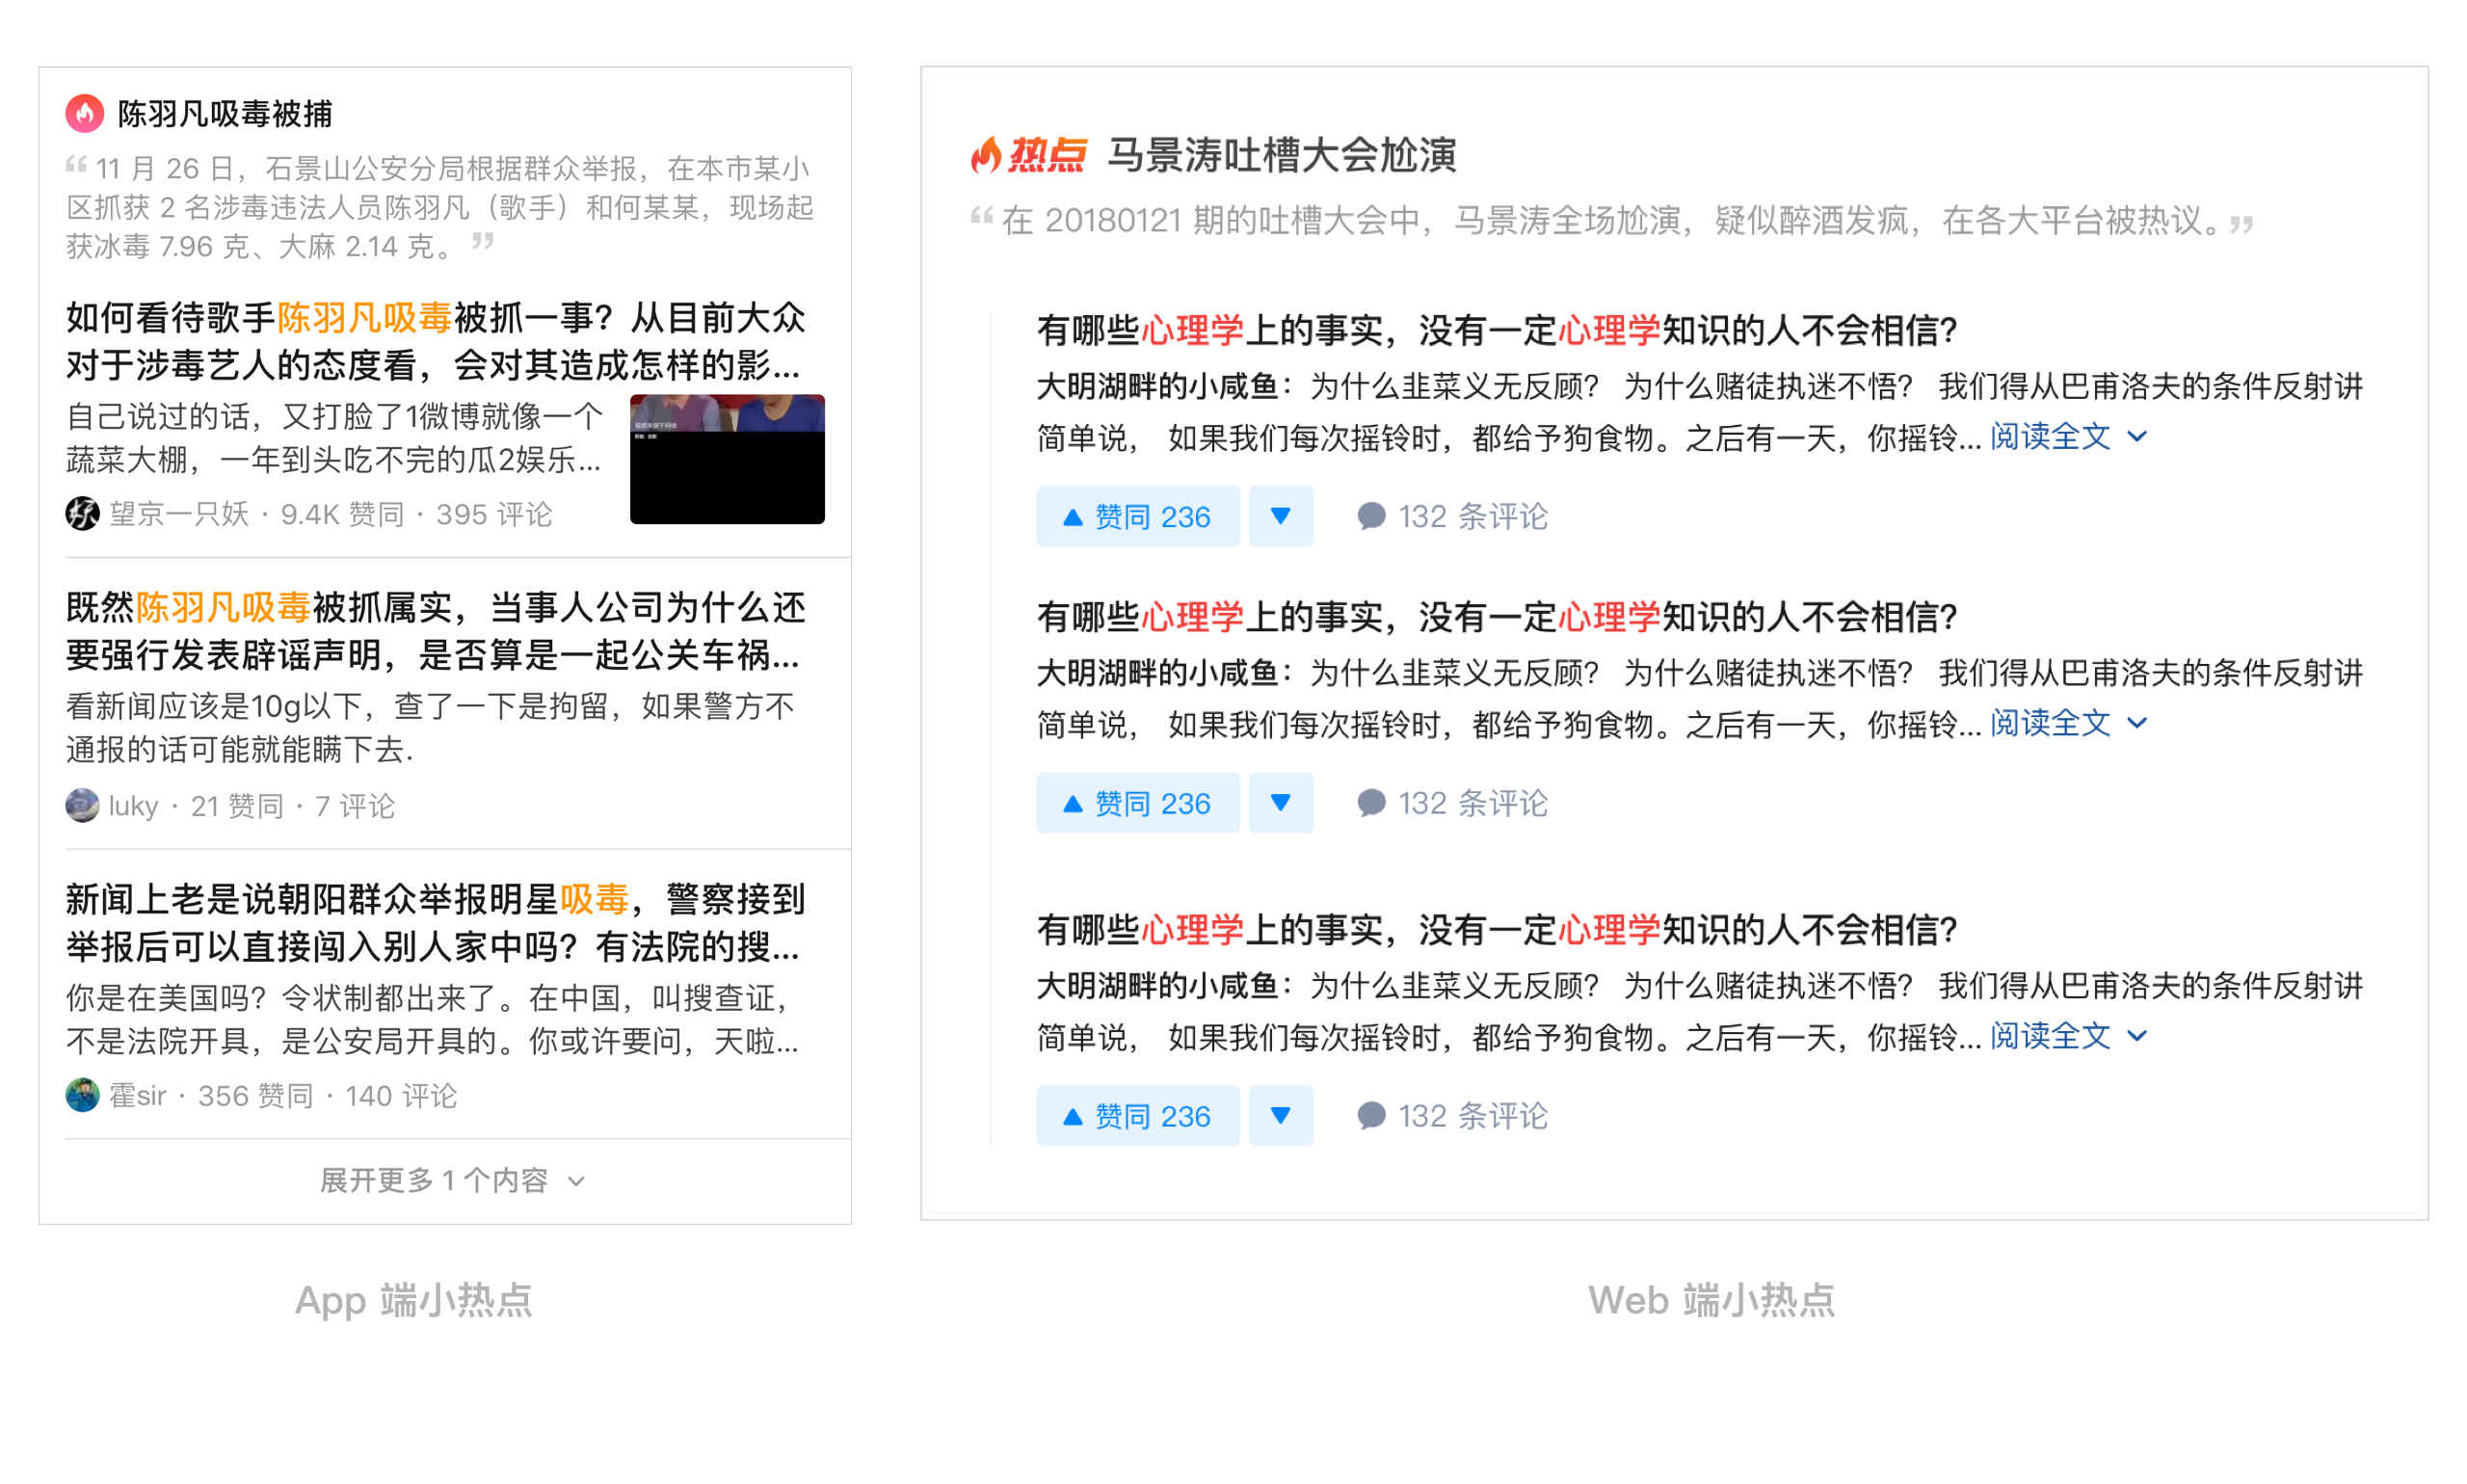 陈羽凡吸毒被捕
“ 11 月 26 日，石景山公安分局根据群众举报，在本市某小
区抓获 2 名涉毒违法人员陈羽凡（歌手）和何某某，现场起
获冰毒 7.96 克、大麻 2.14 克。 ”
如何看待歌手陈羽凡吸毒被抓一事？从目前大众
对于涉毒艺人的态度看，会对其造成怎样的影...
自己说过的话，又打脸了1微博就像一个
蔬菜大棚，一年到头吃不完的瓜2娱乐...
望京一只妖 · 9.4K 赞同 · 395 评论
既然陈羽凡吸毒被抓属实，当事人公司为什么还
要强行发表辟谣声明，是否算是一起公关车祸...
看新闻应该是10g以下，查了一下是拘留，如果警方不
通报的话可能就能瞒下去.
luky · 21 赞同 · 7 评论
新闻上老是说朝阳群众举报明星吸毒，警察接到
举报后可以直接闯入别人家中吗？有法院的搜...
你是在美国吗？令状制都出来了。在中国，叫搜查证，
不是法院开具，是公安局开具的。你或许要问，天啦...
霍sir · 356 赞同 · 140 评论
展开更多 1 个内容
App 端小热点
热点 马景涛吐槽大会尬演
“ 在 20180121 期的吐槽大会中，马景涛全场尬演，疑似醉酒发疯，在各大平台被热议。 ”
有哪些心理学上的事实，没有一定心理学知识的人不会相信？
大明湖畔的小咸鱼：为什么韭菜义无反顾？ 为什么赌徒执迷不悟？ 我们得从巴甫洛夫的条件反射讲
简单说， 如果我们每次摇铃时，都给予狗食物。之后有一天，你摇铃... 阅读全文
赞同 236 132 条评论
有哪些心理学上的事实，没有一定心理学知识的人不会相信？
大明湖畔的小咸鱼：为什么韭菜义无反顾？ 为什么赌徒执迷不悟？ 我们得从巴甫洛夫的条件反射讲
简单说， 如果我们每次摇铃时，都给予狗食物。之后有一天，你摇铃... 阅读全文
赞同 236 132 条评论
有哪些心理学上的事实，没有一定心理学知识的人不会相信？
大明湖畔的小咸鱼：为什么韭菜义无反顾？ 为什么赌徒执迷不悟？ 我们得从巴甫洛夫的条件反射讲
简单说， 如果我们每次摇铃时，都给予狗食物。之后有一天，你摇铃... 阅读全文
赞同 236 132 条评论
Web 端小热点